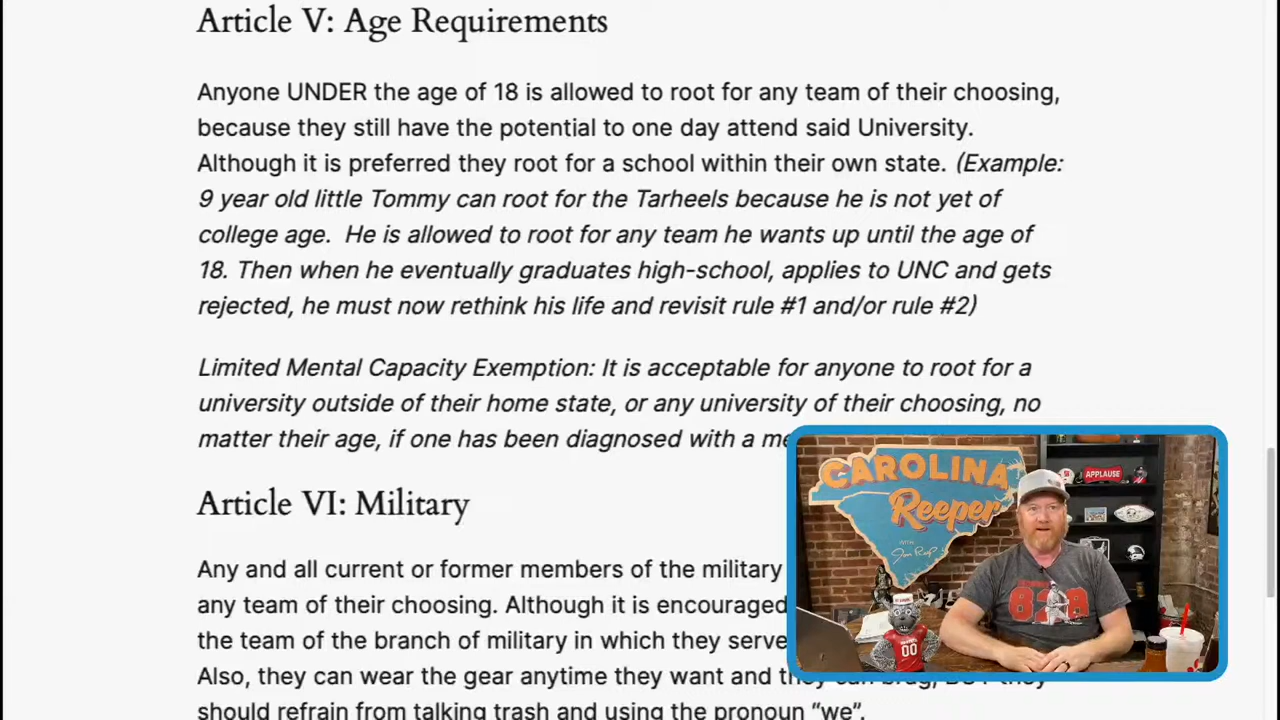 Article V: Age Requirements
Anyone UNDER the age of 18 is allowed to root for any team of their choosing,
because they still have the potential to one day attend said University.
Although it is preferred they root for a school within their own state. (Example:
9 year old little Tommy can root for the Tarheels because he is not yet of
college age.  He is allowed to root for any team he wants up until the age of
18. Then when he eventually graduates high-school, applies to UNC and gets
rejected, he must now rethink his life and revisit rule #1 and/or rule #2)
Limited Mental Capacity Exemption: It is acceptable for anyone to root for a
university outside of their home state, or any university of their choosing, no
matter their age, if one has been diagnosed with a
Article VI: Military
Any and all current or former members of the military
any team of their choosing. Although it is encouraged
the team of the branch of military in which they serve
Also, they can wear the gear anytime they want and they can brag, BUT they
should refrain from talking trash and using the pronoun “we”.
CAROLINA
Reeper
WITH
APPLAUSE
828
00